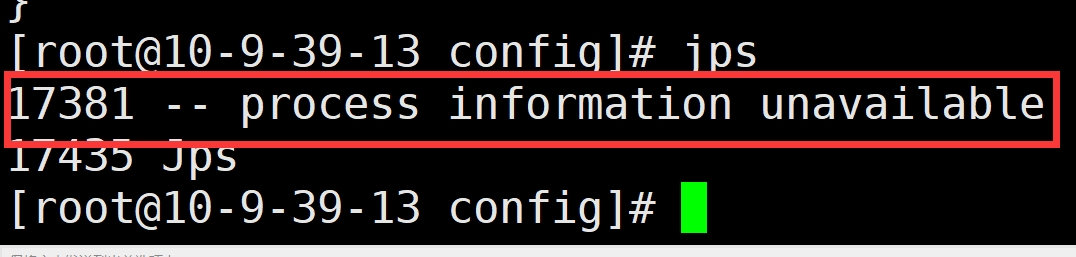 }
[root@10-9-39-13 config]# jps
17381 -- process information unavailable
17435 Jps
[root@10-9-39-13 config]#